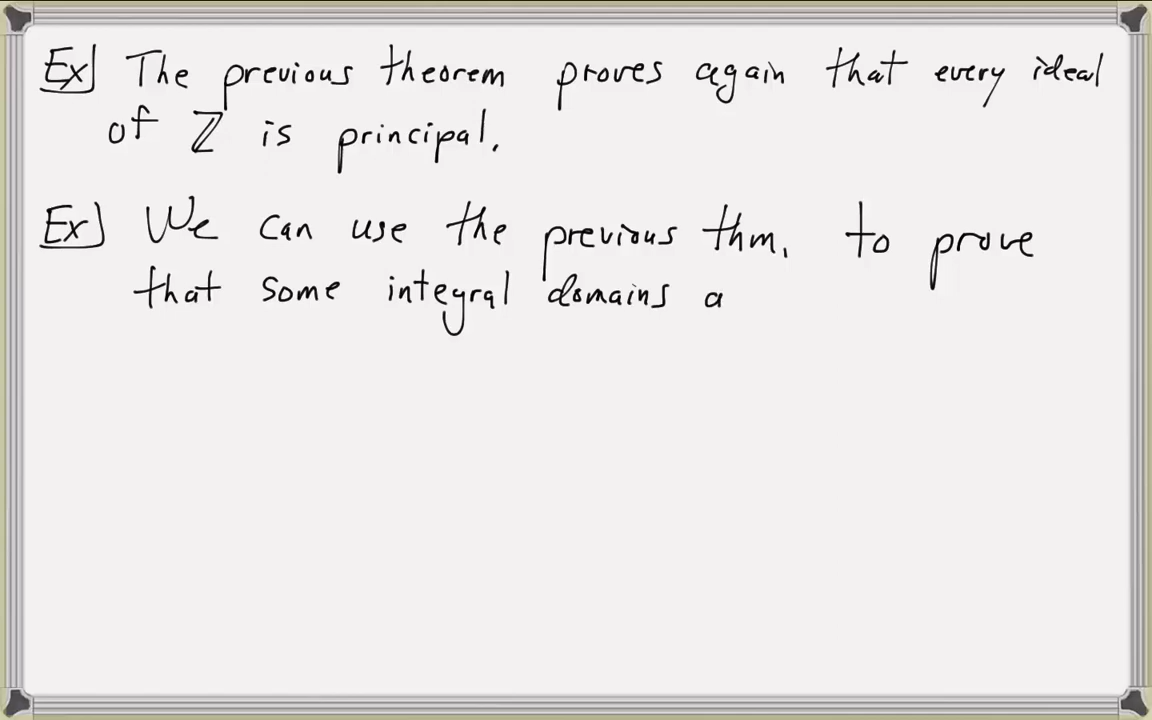 Ex) The previous theorem proves again that every ideal
of ℤ is principal.
Ex) We can use the previous thm. to prove
that some integral domains a